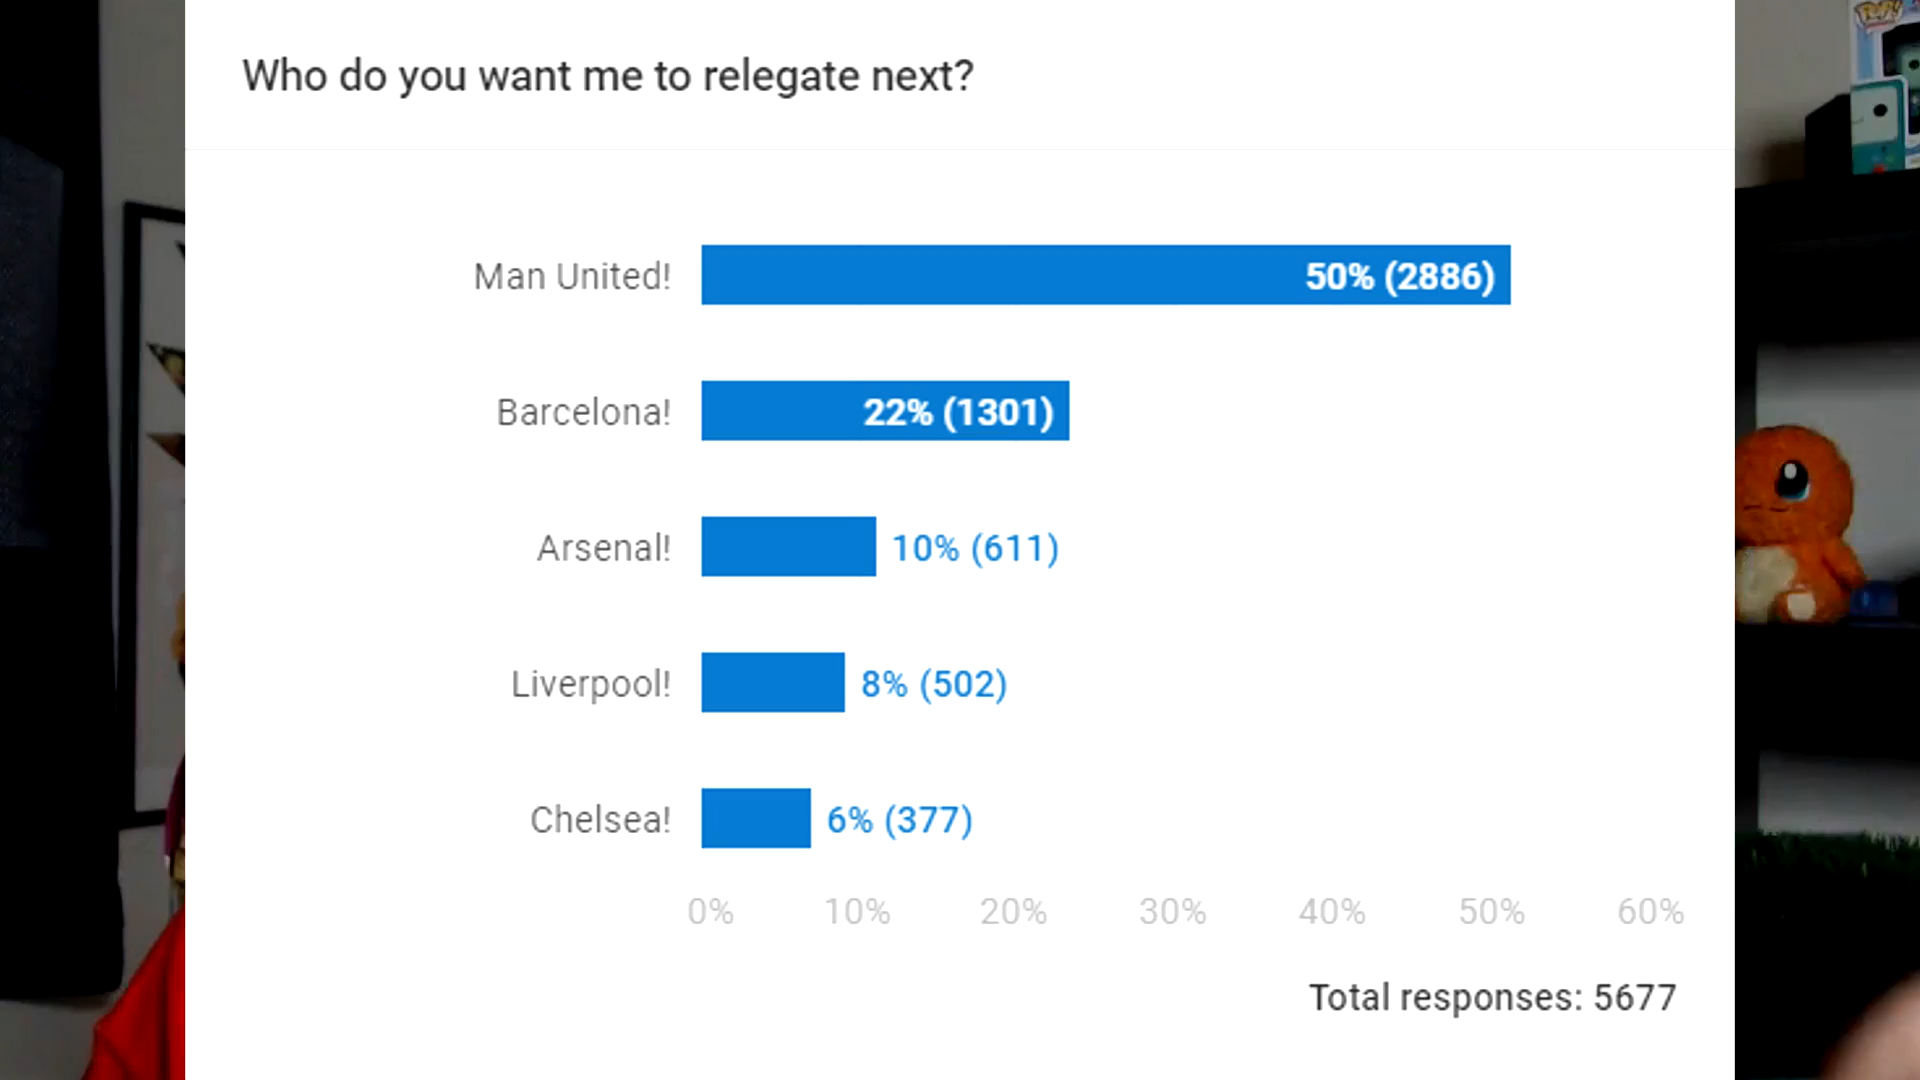 Who do you want me to relegate next?
Man United! 50% (2886)
Barcelona! 22% (1301)
Arsenal! 10% (611)
Liverpool! 8% (502)
Chelsea! 6% (377)
0% 10% 20% 30% 40% 50% 60%
Total responses: 5677
POP!